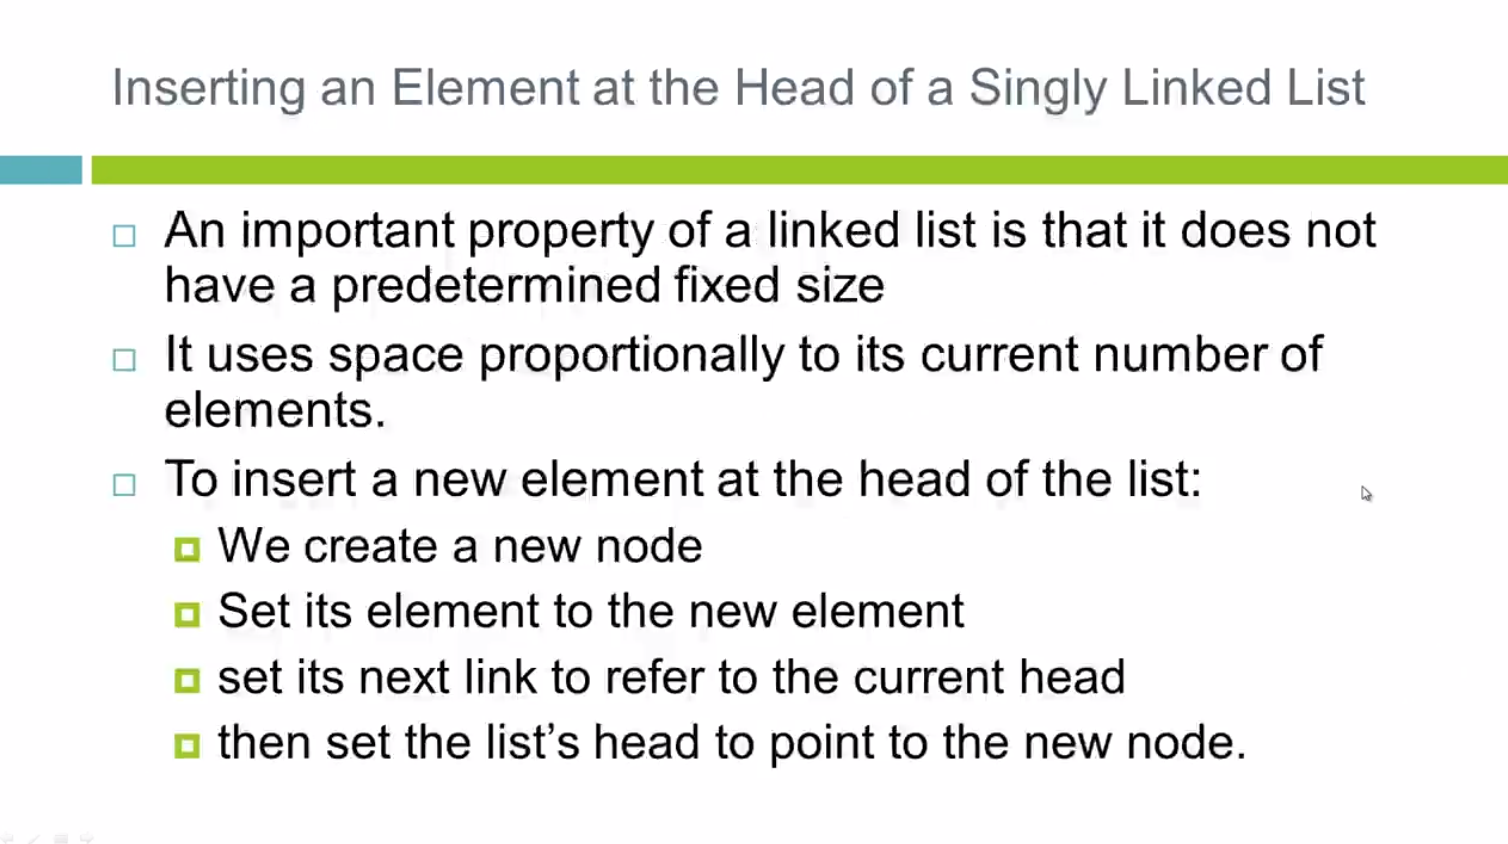 Inserting an Element at the Head of a Singly Linked List
An important property of a linked list is that it does not
have a predetermined fixed size
It uses space proportionally to its current number of
elements.
To insert a new element at the head of the list:
We create a new node
Set its element to the new element
set its next link to refer to the current head
then set the list’s head to point to the new node.